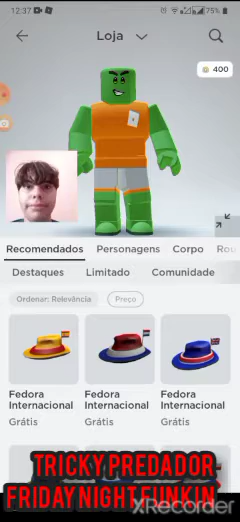 12:37
75%
Loja
400
Recomendados Personagens Corpo Rou
Destaques Limitado Comunidade
Ordenar: Relevância Preço
Fedora Internacional Fedora Internacional Fedora Internacional
Grátis Grátis Grátis
TRICKY PREDADOR
FRIDAY NIGHT FUNKIN
XRecorder